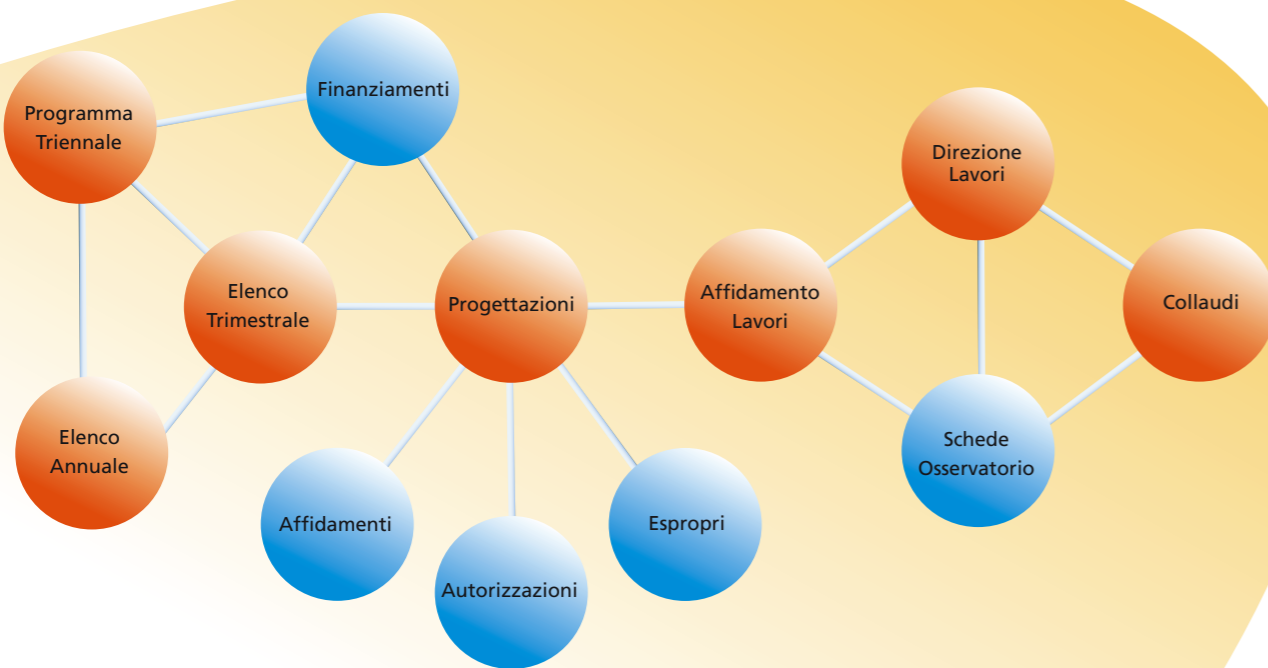 Finanziamenti
Programma
Triennale
Direzione
Lavori
Elenco
Trimestrale
Progettazioni
Affidamento
Lavori
Collaudi
Elenco
Annuale
Schede
Osservatorio
Affidamenti
Autorizzazioni
Espropri